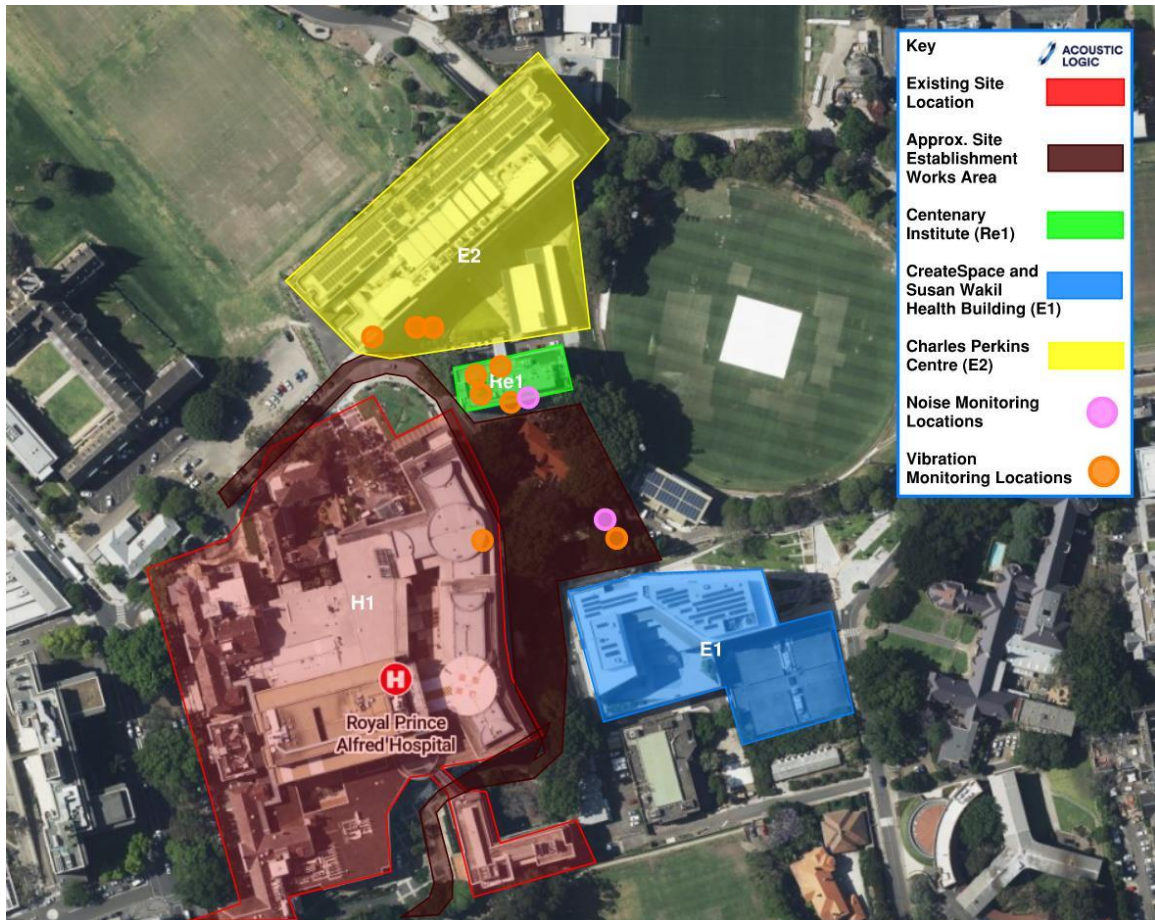 Key
ACOUSTIC
LOGIC
Existing Site
Location
Approx. Site
Establishment
Works Area
Centenary
Institute (Re1)
CreateSpace and
Susan Wakil
Health Building (E1)
Charles Perkins
Centre (E2)
Noise Monitoring
Locations
Vibration
Monitoring Locations
E2
Re1
H1
E1
H
Royal Prince
Alfred Hospital